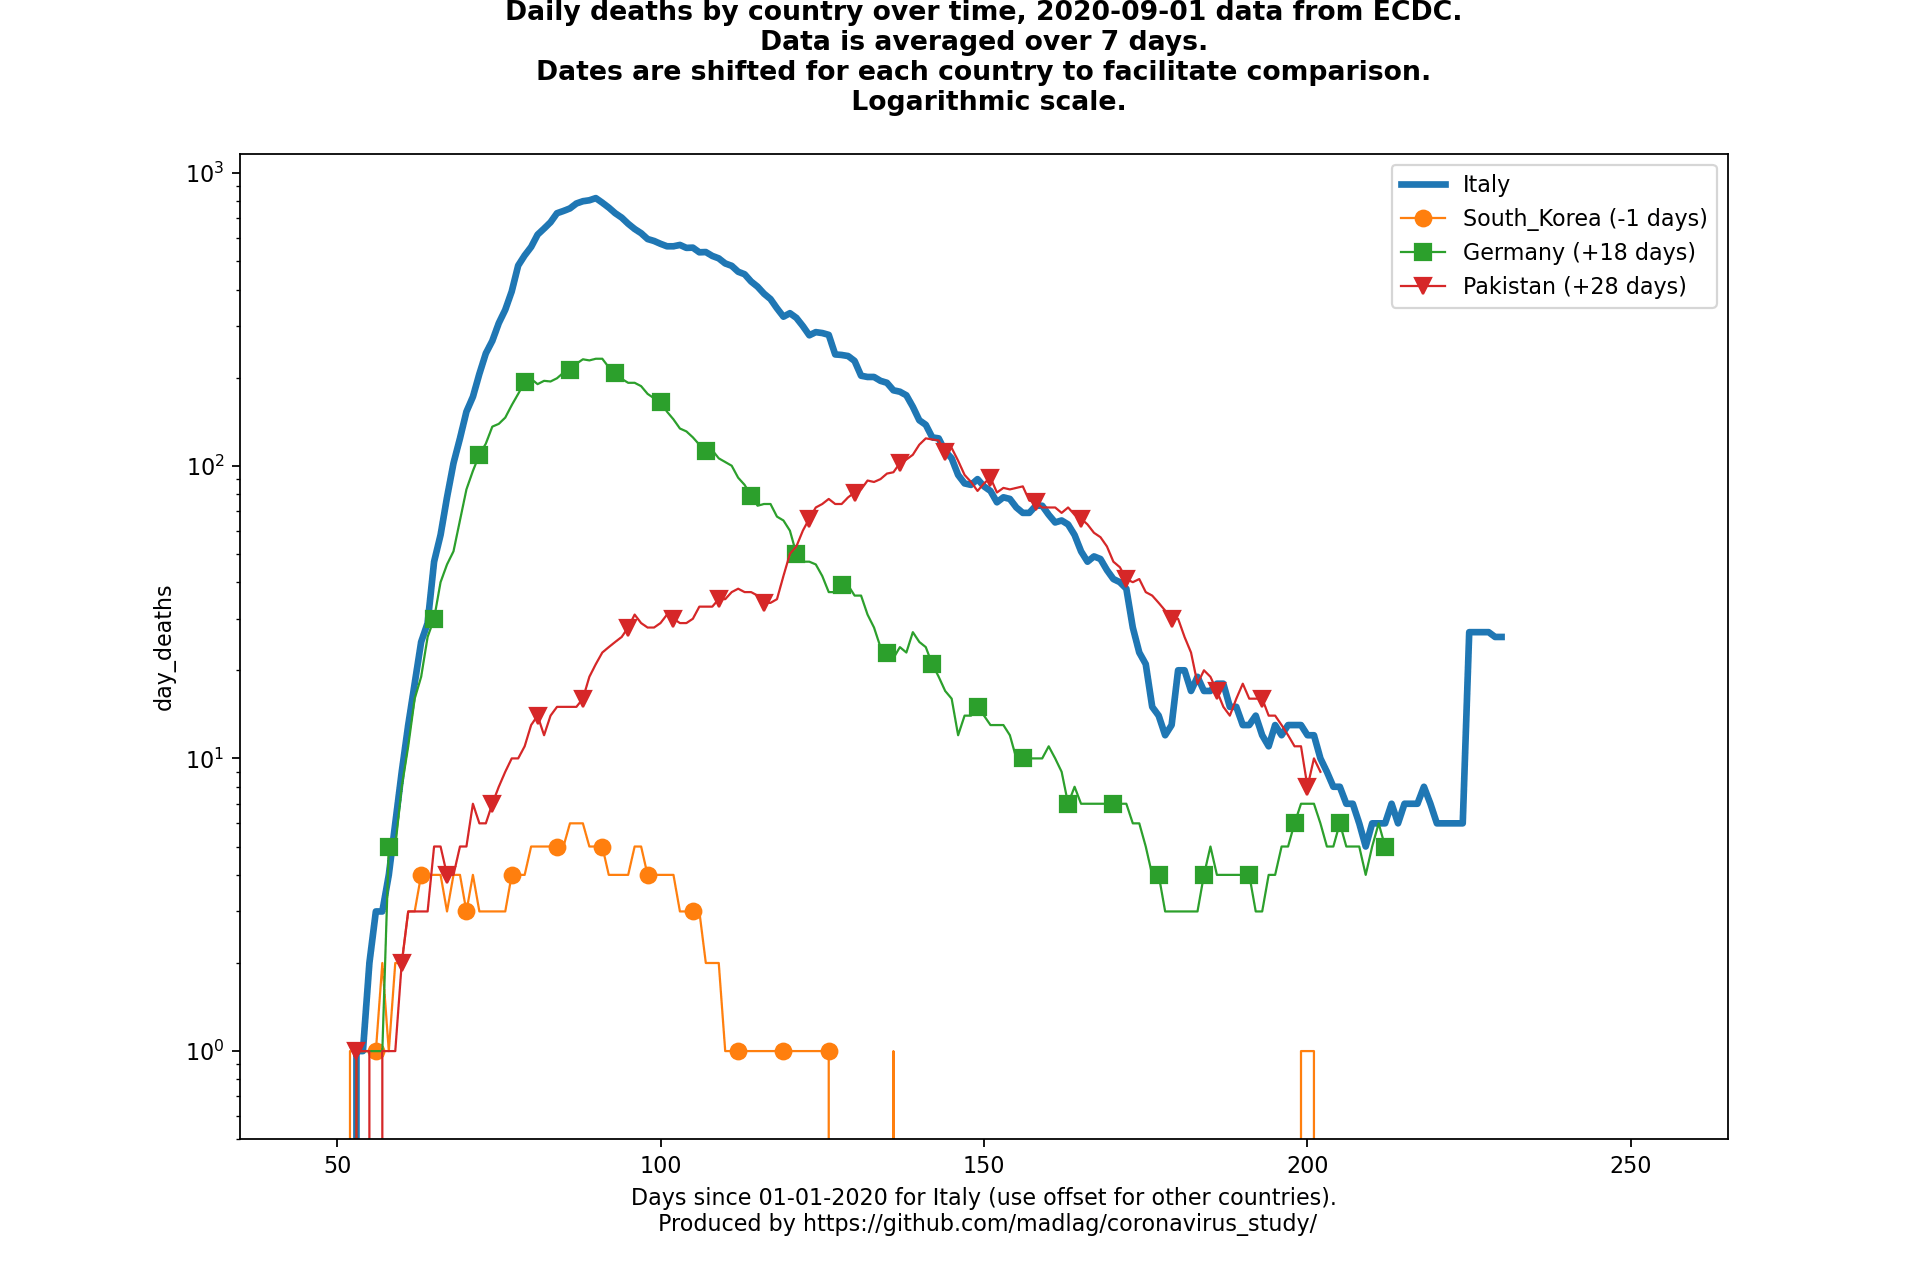 Daily deaths by country over time, 2020-09-01 data from ECDC.
Data is averaged over 7 days.
Dates are shifted for each country to facilitate comparison.
Logarithmic scale.
10³
10²
10¹
10⁰
day_deaths
Italy
South_Korea (-1 days)
Germany (+18 days)
Pakistan (+28 days)
50 100 150 200 250
Days since 01-01-2020 for Italy (use offset for other countries).
Produced by https://github.com/madlag/coronavirus_study/